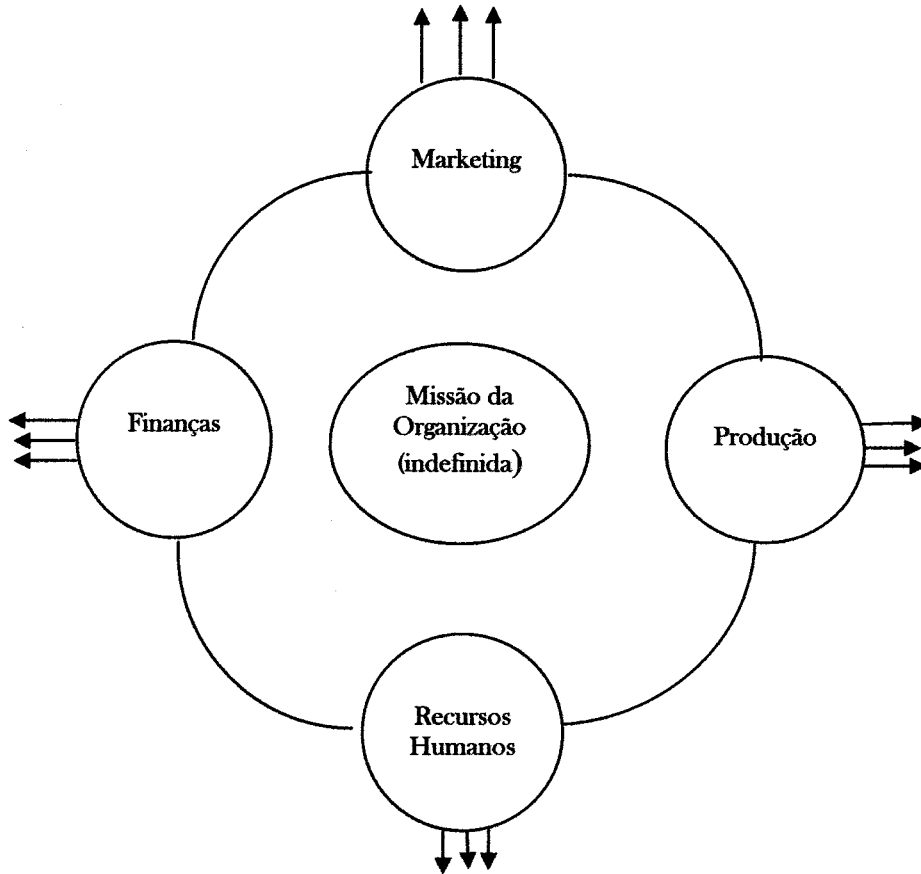 Marketing
Finanças
Missão da
Organização
(indefinida)
Produção
Recursos
Humanos